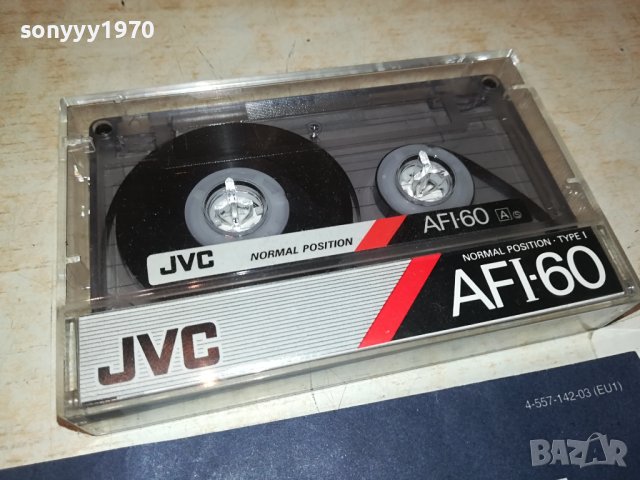 sonyyy1970
JVC NORMAL POSITION AFI-60 A S
JVC NORMAL POSITION · TYPE I
AFI-60
4-557-142-03 (EU1)
BAZAR